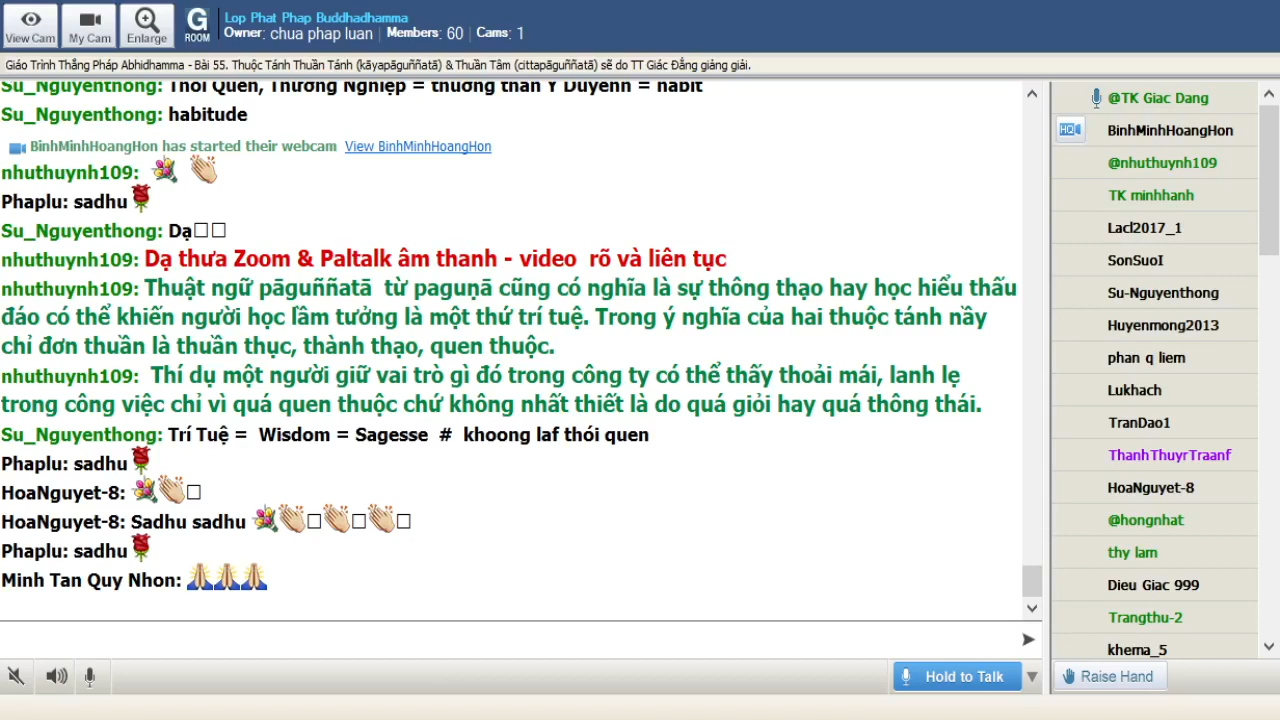 View Cam
My Cam
Enlarge
G
ROOM
Lop Phat Phap Buddhadhamma
Owner: chua phap luan | Members: 60 | Cams: 1
Giáo Trình Thắng Pháp Abhidhamma - Bài 55. Thuộc Tánh Thuần Tánh (kāyapāguññatā) & Thuần Tâm (cittapāguññatā) sẽ do TT Giác Đẳng giảng giải.
Su_Nguyenthong: Thói Quen, Thường Nghiệp = thường thân Y Duyênn = habit
Su_Nguyenthong: habitude
BinhMinhHoangHon has started their webcam View BinhMinhHoangHon
nhuthuynh109:
Phaplu: sadhu
Su_Nguyenthong: Dạ
nhuthuynh109: Dạ thưa Zoom & Paltalk âm thanh - video rõ và liên tục
nhuthuynh109: Thuật ngữ pāguññatā từ paguṇā cũng có nghĩa là sự thông thạo hay học hiểu thấu
đáo có thể khiến người học lầm tưởng là một thứ trí tuệ. Trong ý nghĩa của hai thuộc tánh nầy
chỉ đơn thuần là thuần thục, thành thạo, quen thuộc.
nhuthuynh109: Thí dụ một người giữ vai trò gì đó trong công ty có thể thấy thoải mái, lanh lẹ
trong công việc chỉ vì quá quen thuộc chứ không nhất thiết là do quá giỏi hay quá thông thái.
Su_Nguyenthong: Trí Tuệ = Wisdom = Sagesse # khoong laf thói quen
Phaplu: sadhu
HoaNguyet-8:
HoaNguyet-8: Sadhu sadhu
Phaplu: sadhu
Minh Tan Quy Nhon:
Hold to Talk
@TK Giac Dang
HQ
BinhMinhHoangHon
@nhuthuynh109
TK minhhanh
Lacl2017_1
SonSuoI
Su-Nguyenthong
Huyenmong2013
phan q liem
Lukhach
TranDao1
ThanhThuyrTraanf
HoaNguyet-8
@hongnhat
thy lam
Dieu Giac 999
Trangthu-2
khema_5
Raise Hand